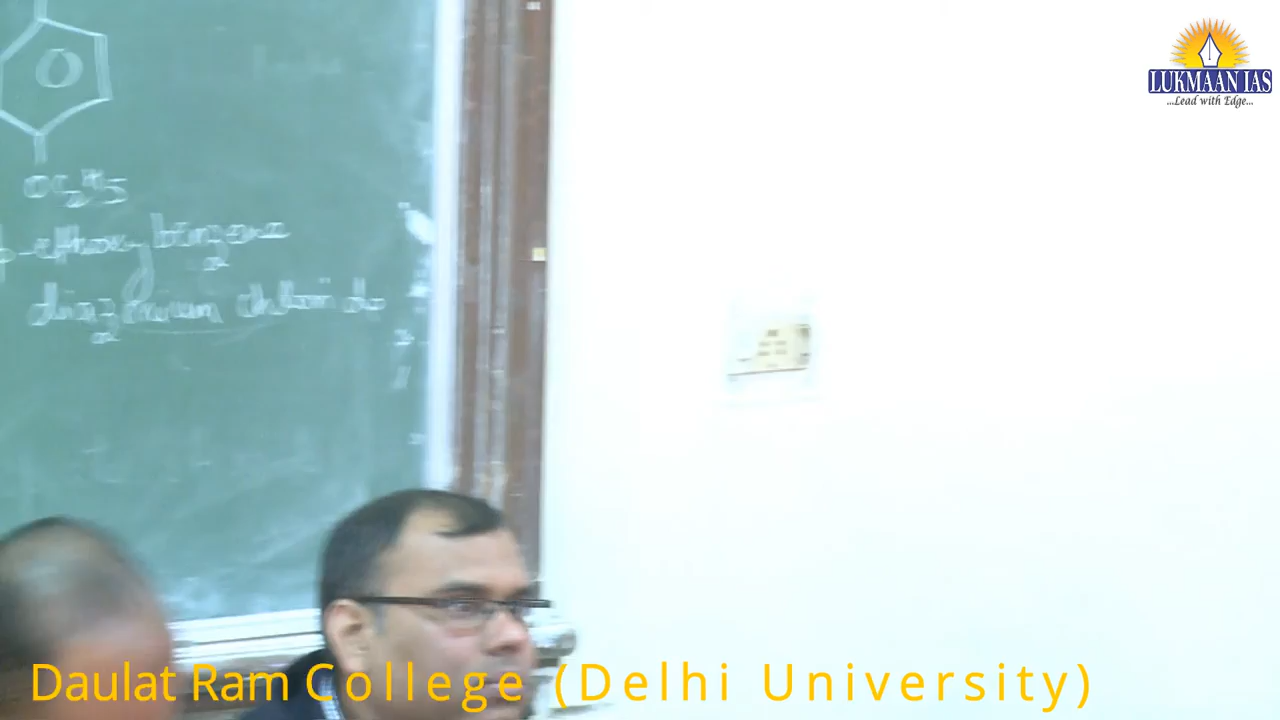 LUKMAAN IAS
...Lead with Edge...
O
OC₂H5
p-ethoxy benzene
diazonium chloride
Daulat Ram College (Delhi University)